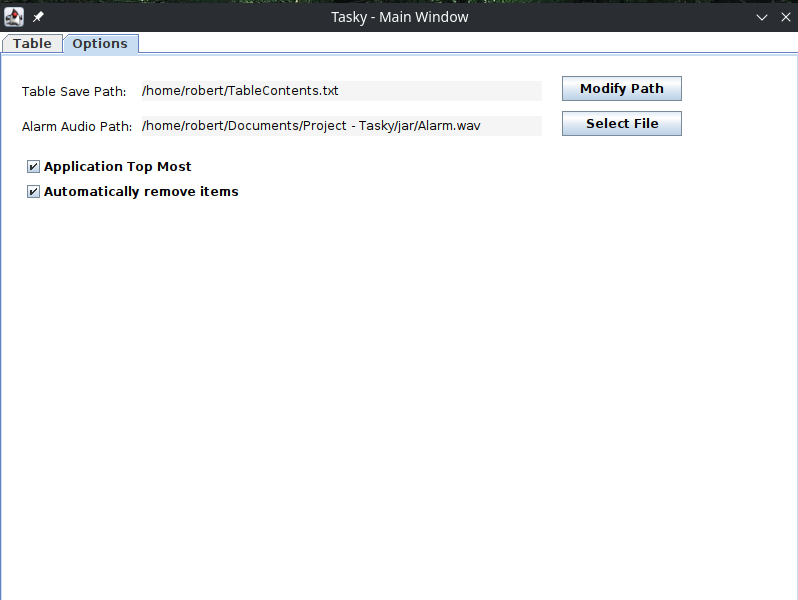 Tasky - Main Window
Table Options
Table Save Path: /home/robert/TableContents.txt Modify Path
Alarm Audio Path: /home/robert/Documents/Project - Tasky/jar/Alarm.wav Select File
Application Top Most
Automatically remove items